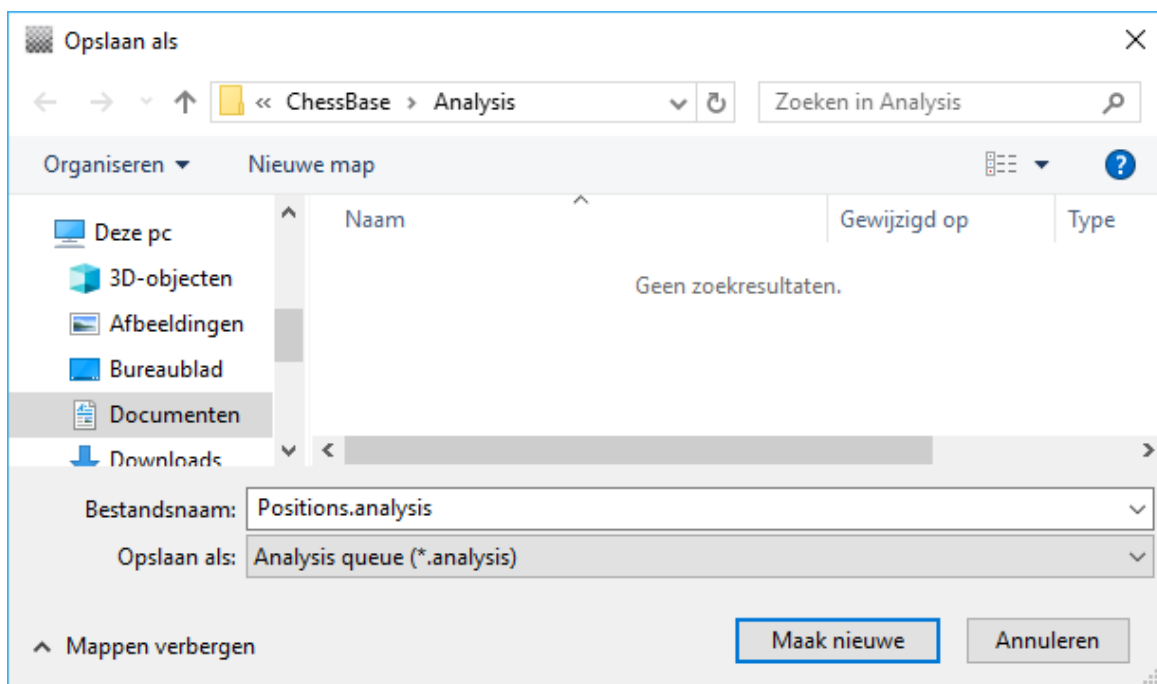 Opslaan als
« ChessBase > Analysis
Zoeken in Analysis
Organiseren
Nieuwe map
Deze pc
3D-objecten
Afbeeldingen
Bureaublad
Documenten
Downloads
Naam
Gewijzigd op
Type
Geen zoekresultaten.
Bestandsnaam: Positions.analysis
Opslaan als: Analysis queue (*.analysis)
Mappen verbergen
Maak nieuwe
Annuleren